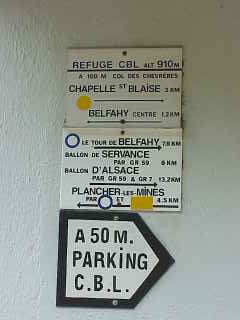 REFUGE CBL ALT 910M
A 100 M COL DES CHEVRÈRES
CHAPELLE ST BLAISE 3 KM
BELFAHY CENTRE 1,2 KM
LE TOUR DE BELFAHY 7,8 KM
BALLON DE SERVANCE
PAR GR 59 8 KM
BALLON D'ALSACE
PAR GR 59 & GR 7 13,2 KM
PLANCHER-LES-MINES
PAR ET 4,5 KM
A 50 M.
PARKING
C.B.L.